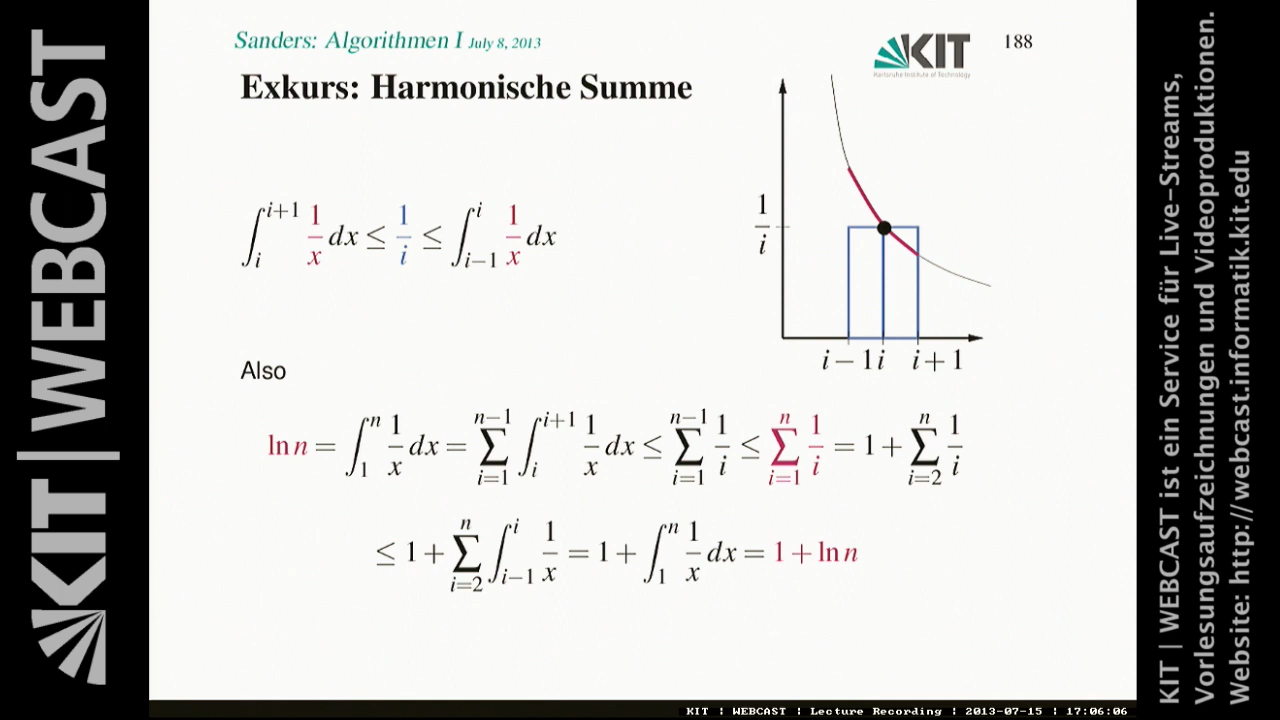 KIT | WEBCAST
Sanders: Algorithmen I July 8, 2013
KIT
Karlsruhe Institute of Technology
188
Exkurs: Harmonische Summe
∫_i^{i+1} 1/x dx ≤ 1/i ≤ ∫_{i−1}^i 1/x dx
1/i
i−1 i i+1
Also
ln n = ∫_1^n 1/x dx = ∑_{i=1}^{n−1} ∫_i^{i+1} 1/x dx ≤ ∑_{i=1}^{n−1} 1/i ≤ ∑_{i=1}^n 1/i = 1 + ∑_{i=2}^n 1/i
≤ 1 + ∑_{i=2}^n ∫_{i−1}^i 1/x = 1 + ∫_1^n 1/x dx = 1 + ln n
KIT | WEBCAST | Lecture Recording | 2013-07-15 | 17:06:06
KIT | WEBCAST ist ein Service für Live-Streams,
Vorlesungsaufzeichnungen und Videoproduktionen.
Website: http://webcast.informatik.kit.edu